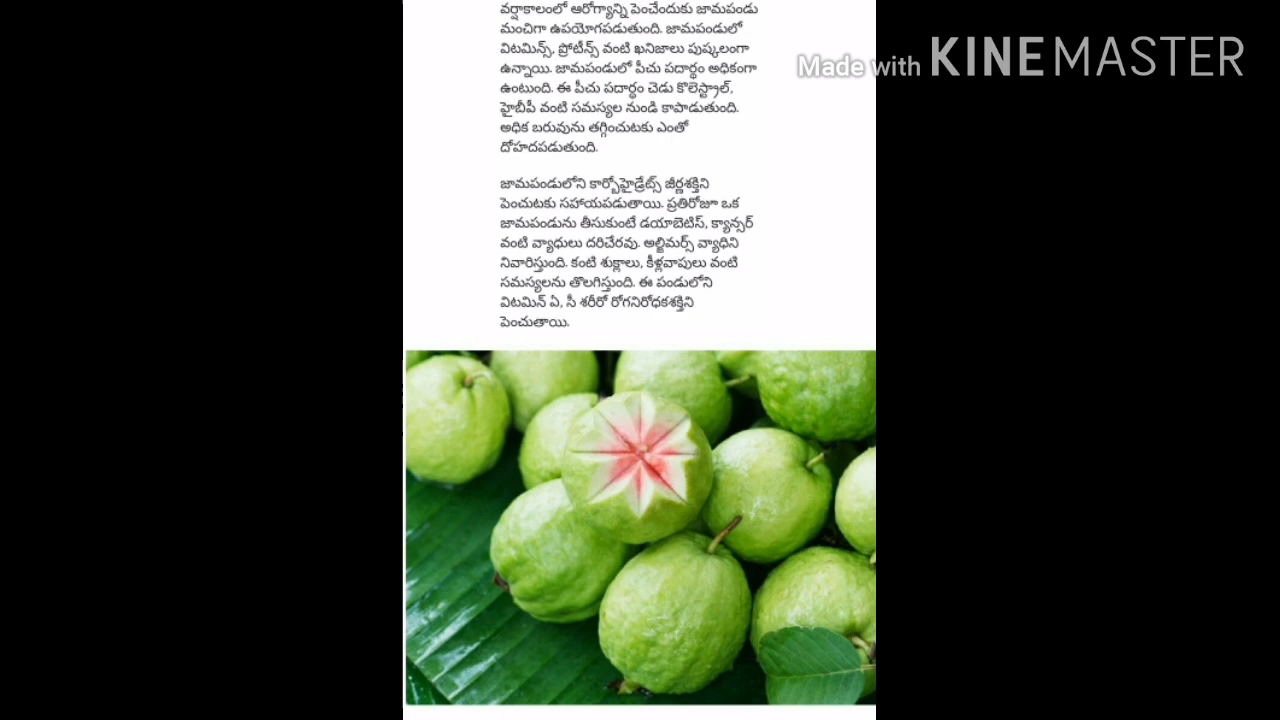 వర్షాకాలంలో ఆరోగ్యాన్ని పెంచేందుకు జామపండు
మంచిగా ఉపయోగపడుతుంది. జామపండులో
విటమిన్స్, ప్రోటీన్స్ వంటి ఖనిజాలు పుష్కలంగా
ఉన్నాయి. జామపండులో పీచు పదార్థం అధికంగా
ఉంటుంది. ఈ పీచు పదార్థం చెడు కొలెస్ట్రాల్,
హైబీపీ వంటి సమస్యల నుండి కాపాడుతుంది.
అధిక బరువును తగ్గించుటకు ఎంతో
దోహదపడుతుంది.
జామపండులోని కార్బోహైడ్రేట్స్ జీర్ణశక్తిని
పెంచుటకు సహాయపడుతాయి. ప్రతిరోజూ ఒక
జామపండును తీసుకుంటే డయాబెటిస్, క్యాన్సర్
వంటి వ్యాధులు దరిచేరవు. అల్జిమర్స్ వ్యాధిని
నివారిస్తుంది. కంటి శుక్లాలు, కీళ్లవాపులు వంటి
సమస్యలను తొలగిస్తుంది. ఈ పండులోని
విటమిన్ ఏ, సీ శరీరో రోగనిరోధకశక్తిని
పెంచుతాయి.
Made with KINEMASTER